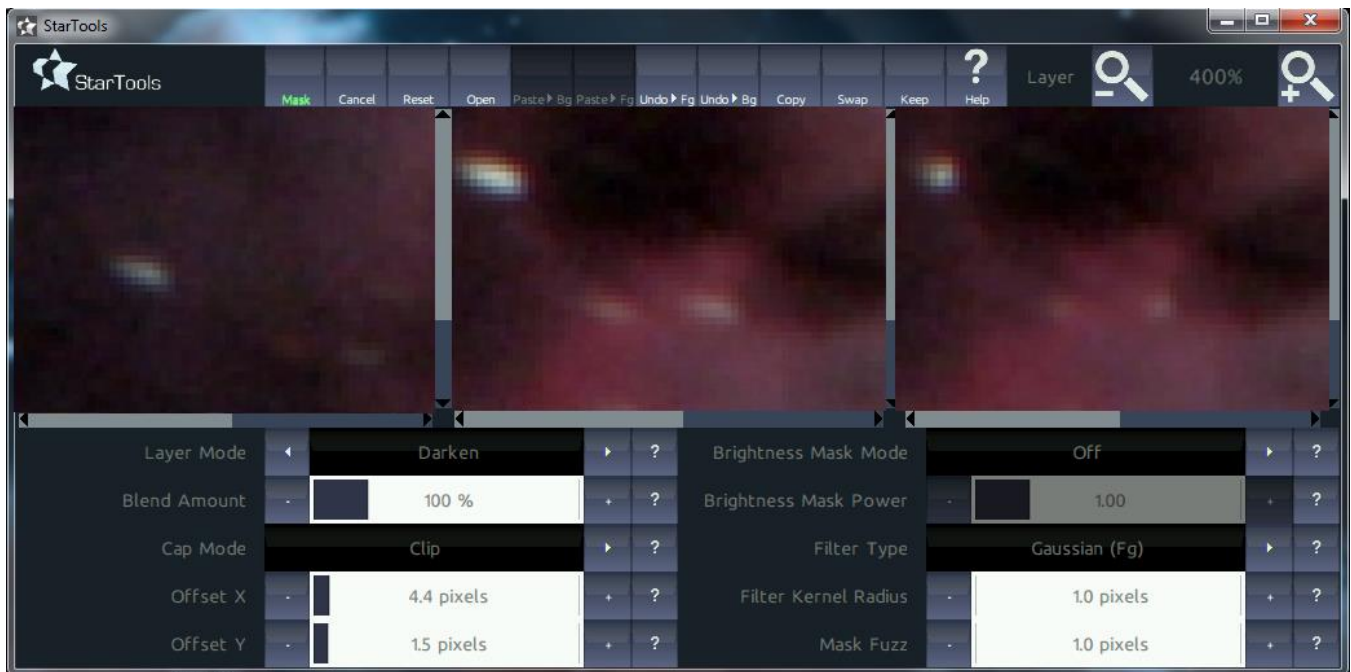 StarTools
StarTools
Mask Cancel Reset Open Paste Bg Paste Fg Undo Fg Undo Bg Copy Swap Keep ? Help Layer 400%
Layer Mode Darken ? Brightness Mask Mode Off ?
Blend Amount - 100 % + ? Brightness Mask Power - 1.00 + ?
Cap Mode Clip ? Filter Type Gaussian (Fg) ?
Offset X - 4.4 pixels + ? Filter Kernel Radius - 1.0 pixels + ?
Offset Y - 1.5 pixels + ? Mask Fuzz - 1.0 pixels + ?